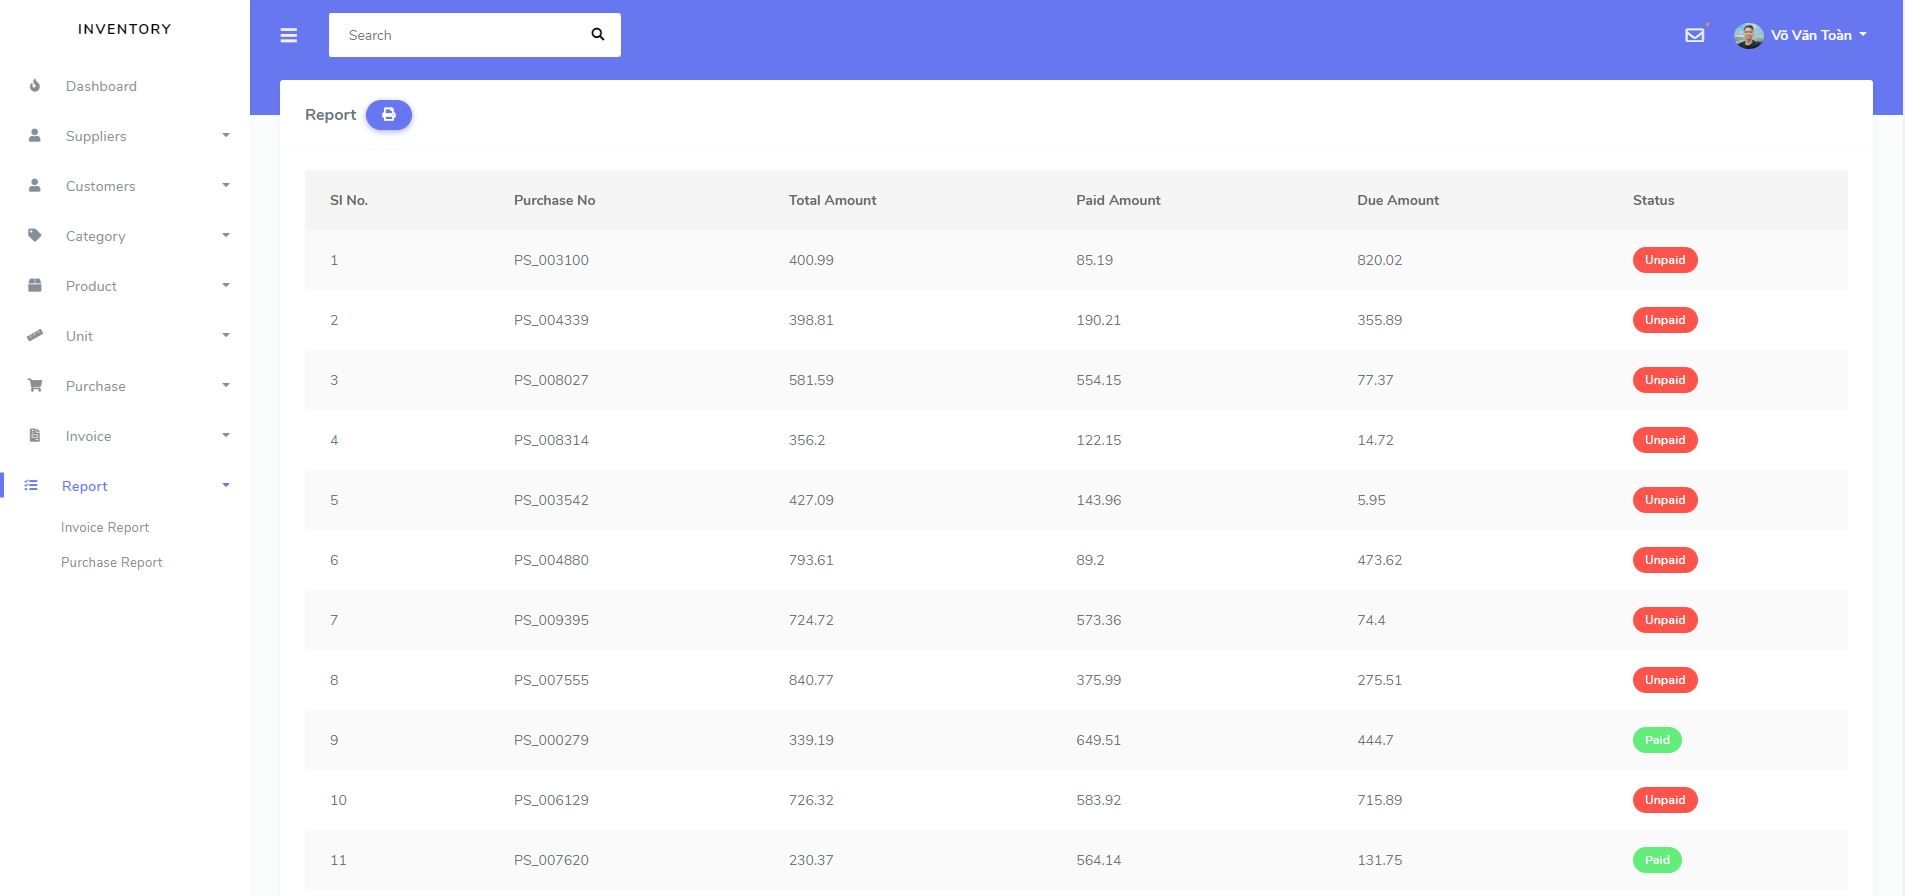 INVENTORY
Dashboard
Suppliers
Customers
Category
Product
Unit
Purchase
Invoice
Report
Invoice Report
Purchase Report
Search
Võ Văn Toàn
Report
Sl No. Purchase No Total Amount Paid Amount Due Amount Status
1 PS_003100 400.99 85.19 820.02 Unpaid
2 PS_004339 398.81 190.21 355.89 Unpaid
3 PS_008027 581.59 554.15 77.37 Unpaid
4 PS_008314 356.2 122.15 14.72 Unpaid
5 PS_003542 427.09 143.96 5.95 Unpaid
6 PS_004880 793.61 89.2 473.62 Unpaid
7 PS_009395 724.72 573.36 74.4 Unpaid
8 PS_007555 840.77 375.99 275.51 Unpaid
9 PS_000279 339.19 649.51 444.7 Paid
10 PS_006129 726.32 583.92 715.89 Unpaid
11 PS_007620 230.37 564.14 131.75 Paid